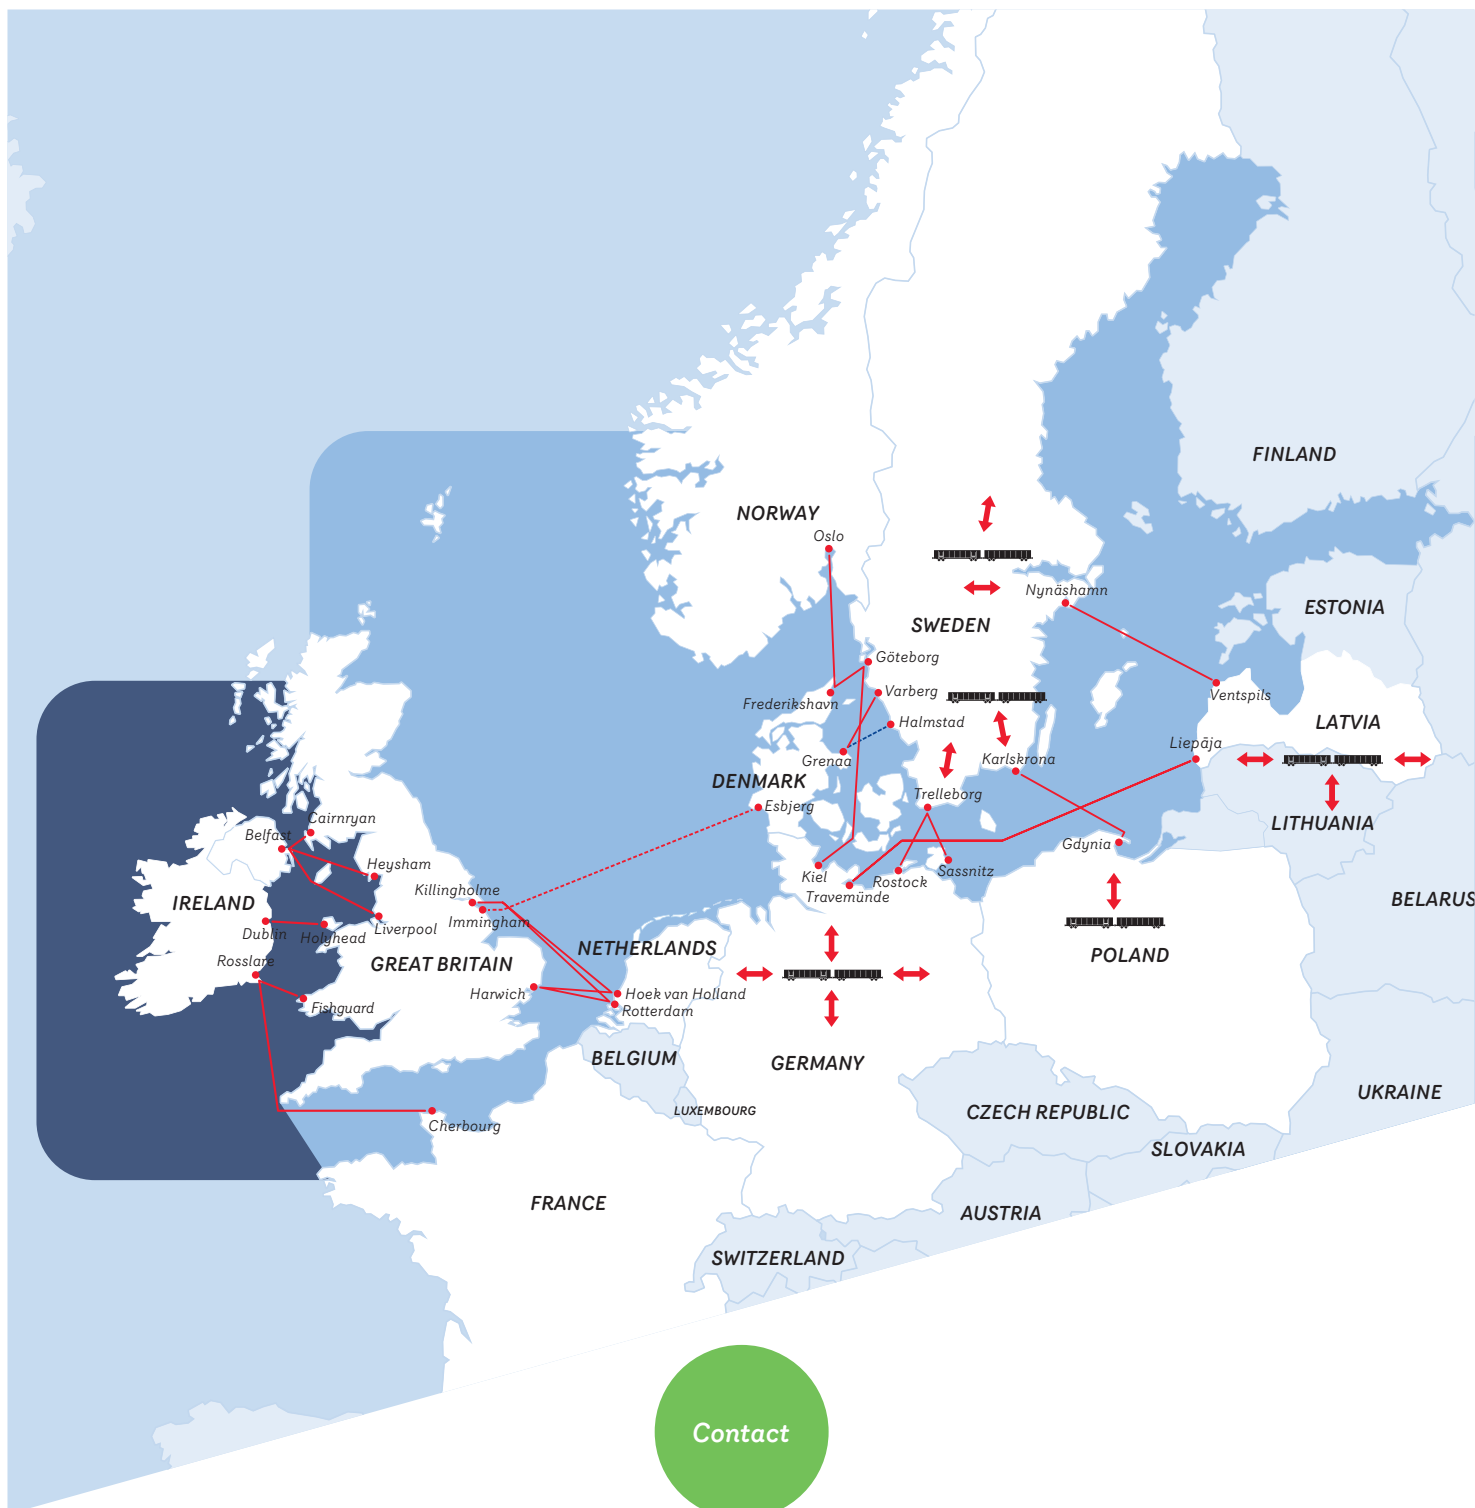 FINLAND
NORWAY
Oslo
Nynäshamn
ESTONIA
SWEDEN
Göteborg
Varberg
Ventspils
Frederikshavn
Halmstad
LATVIA
Liepāja
Grenaa
Karlskrona
DENMARK
Trelleborg
Esbjerg
Cairnryan
LITHUANIA
Belfast
Gdynia
Heysham
Sassnitz
Kiel
Rostock
Killingholme
Travemünde
BELARUS
IRELAND
Immingham
Liverpool
Dublin
Holyhead
NETHERLANDS
POLAND
Rosslare
GREAT BRITAIN
Harwich
Hoek van Holland
Fishguard
Rotterdam
BELGIUM
GERMANY
UKRAINE
LUXEMBOURG
CZECH REPUBLIC
Cherbourg
SLOVAKIA
FRANCE
AUSTRIA
SWITZERLAND
Contact